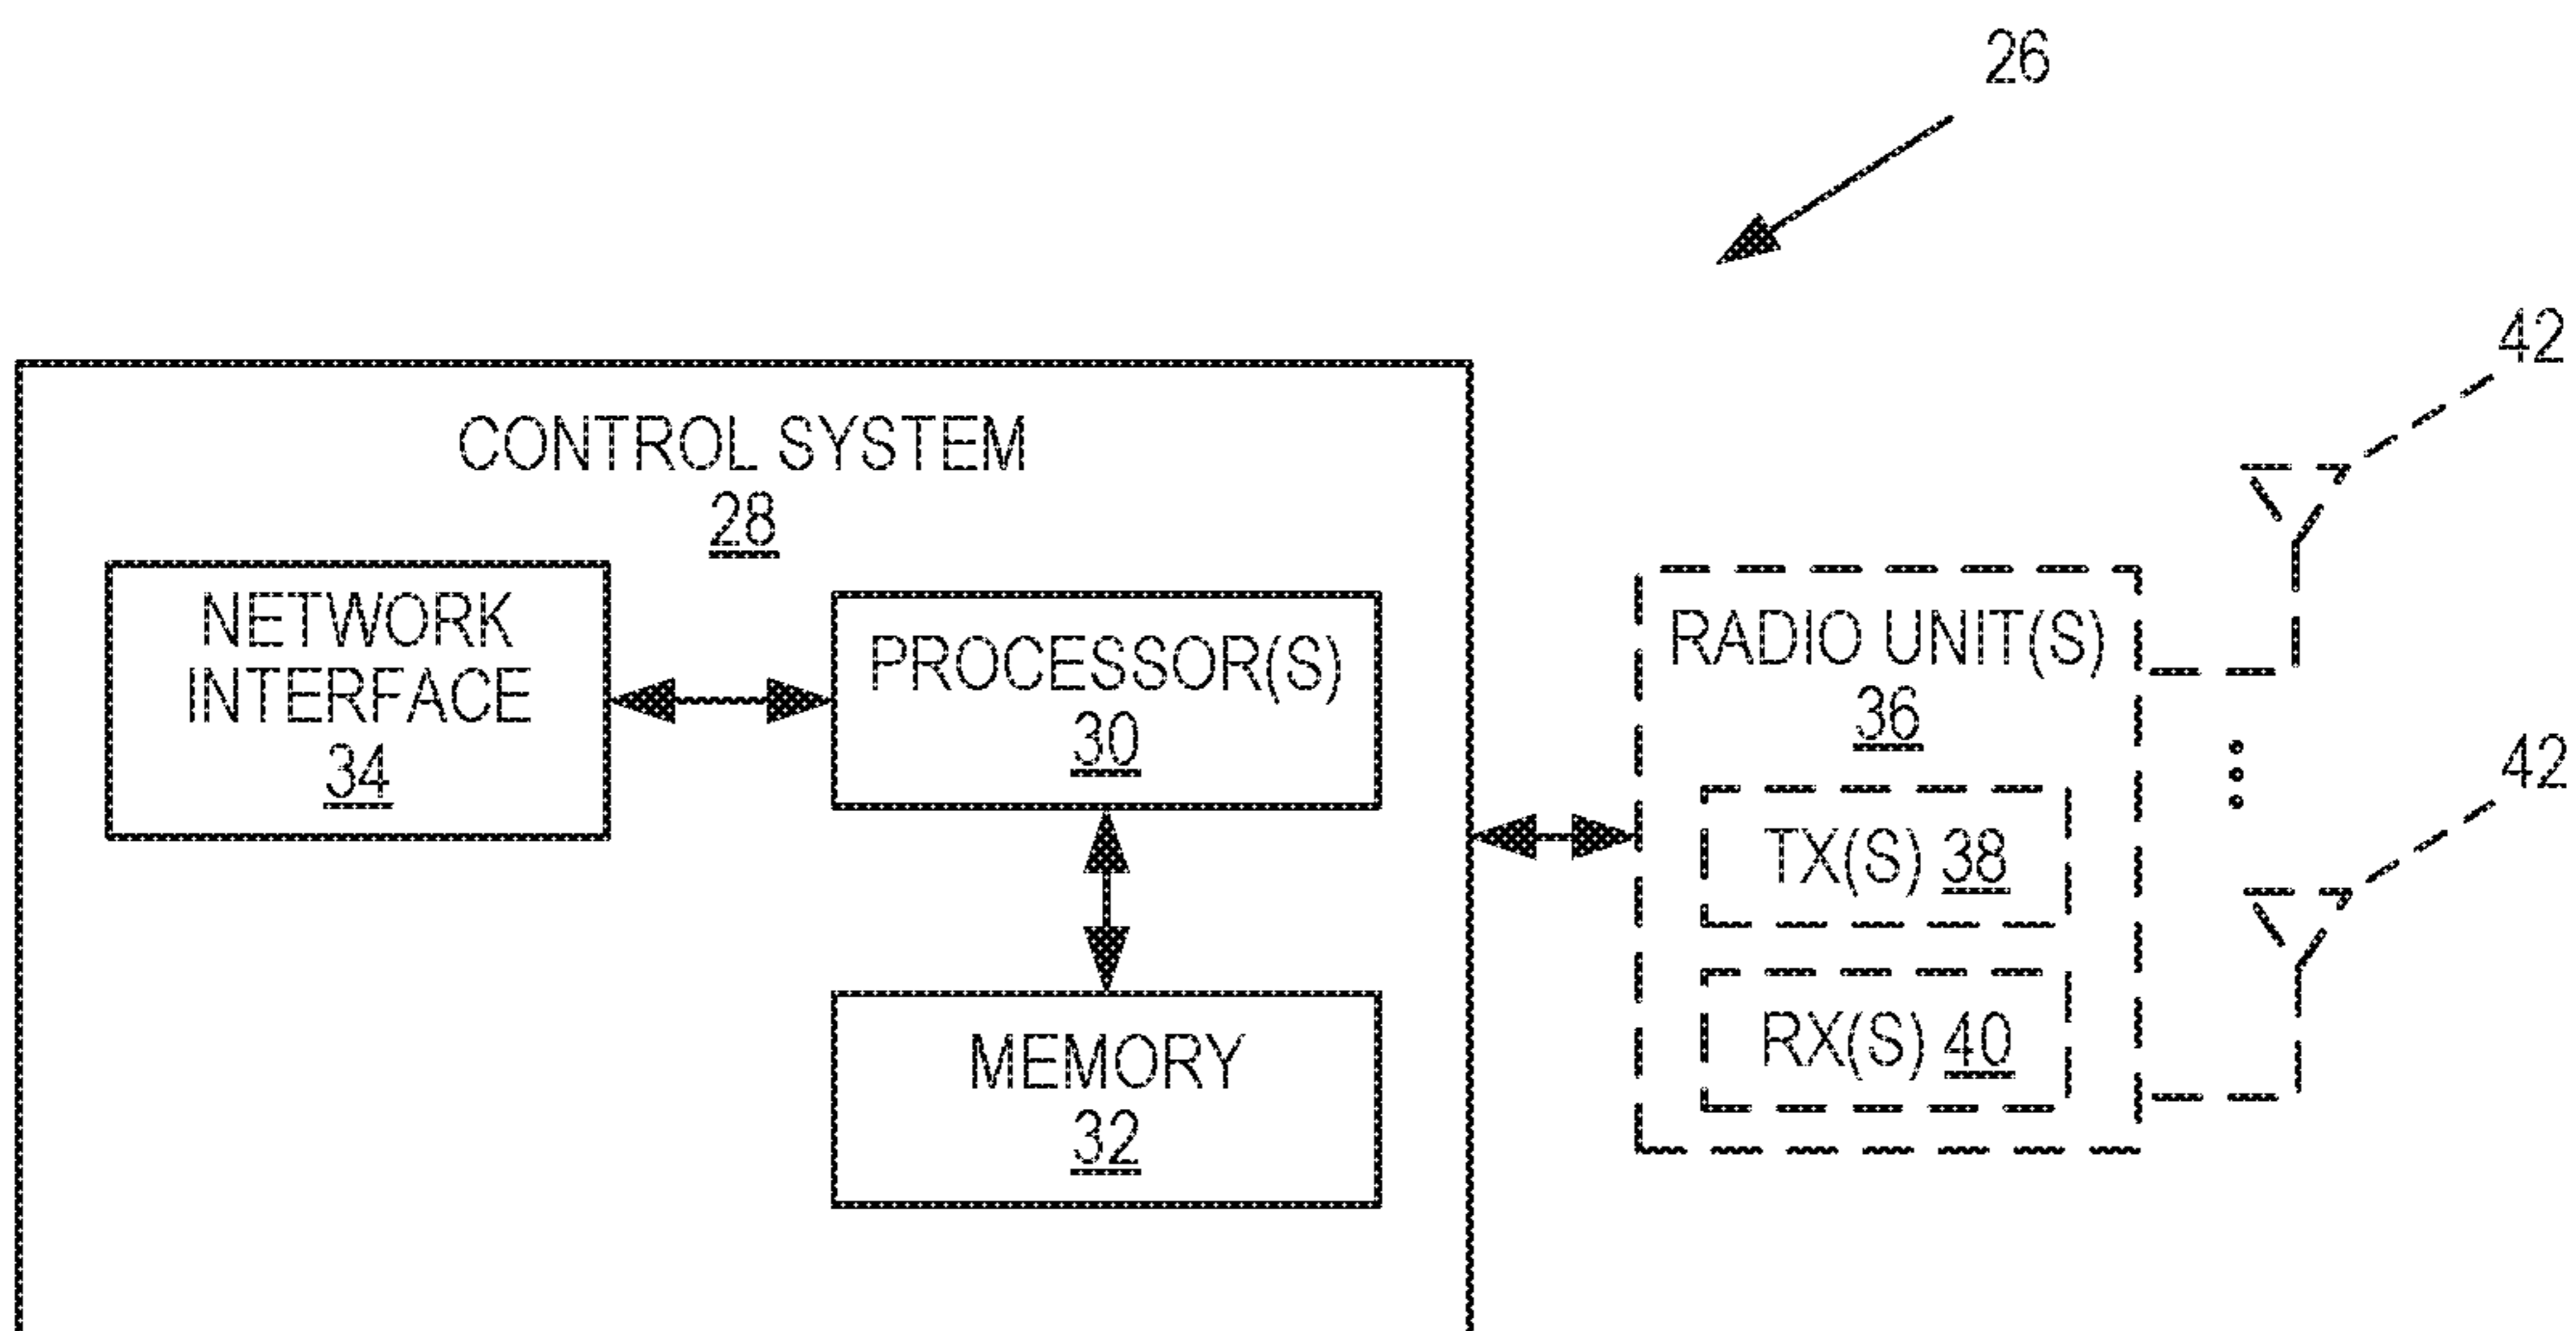 26
42
CONTROL SYSTEM
28
NETWORK
INTERFACE
34
PROCESSOR(S)
30
MEMORY
32
RADIO UNIT(S)
36
TX(S) 38
RX(S) 40
42